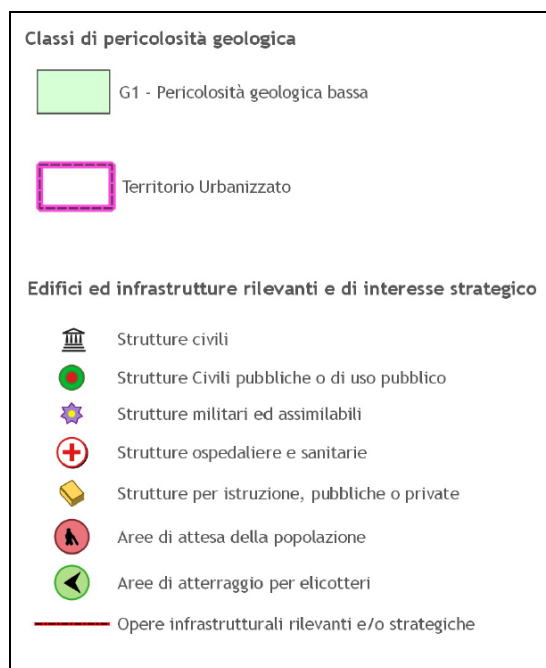 Classi di pericolosità geologica
G1 - Pericolosità geologica bassa
Territorio Urbanizzato
Edifici ed infrastrutture rilevanti e di interesse strategico
Strutture civili
Strutture Civili pubbliche o di uso pubblico
Strutture militari ed assimilabili
Strutture ospedaliere e sanitarie
Strutture per istruzione, pubbliche o private
Aree di attesa della popolazione
Aree di atterraggio per elicotteri
Opere infrastrutturali rilevanti e/o strategiche